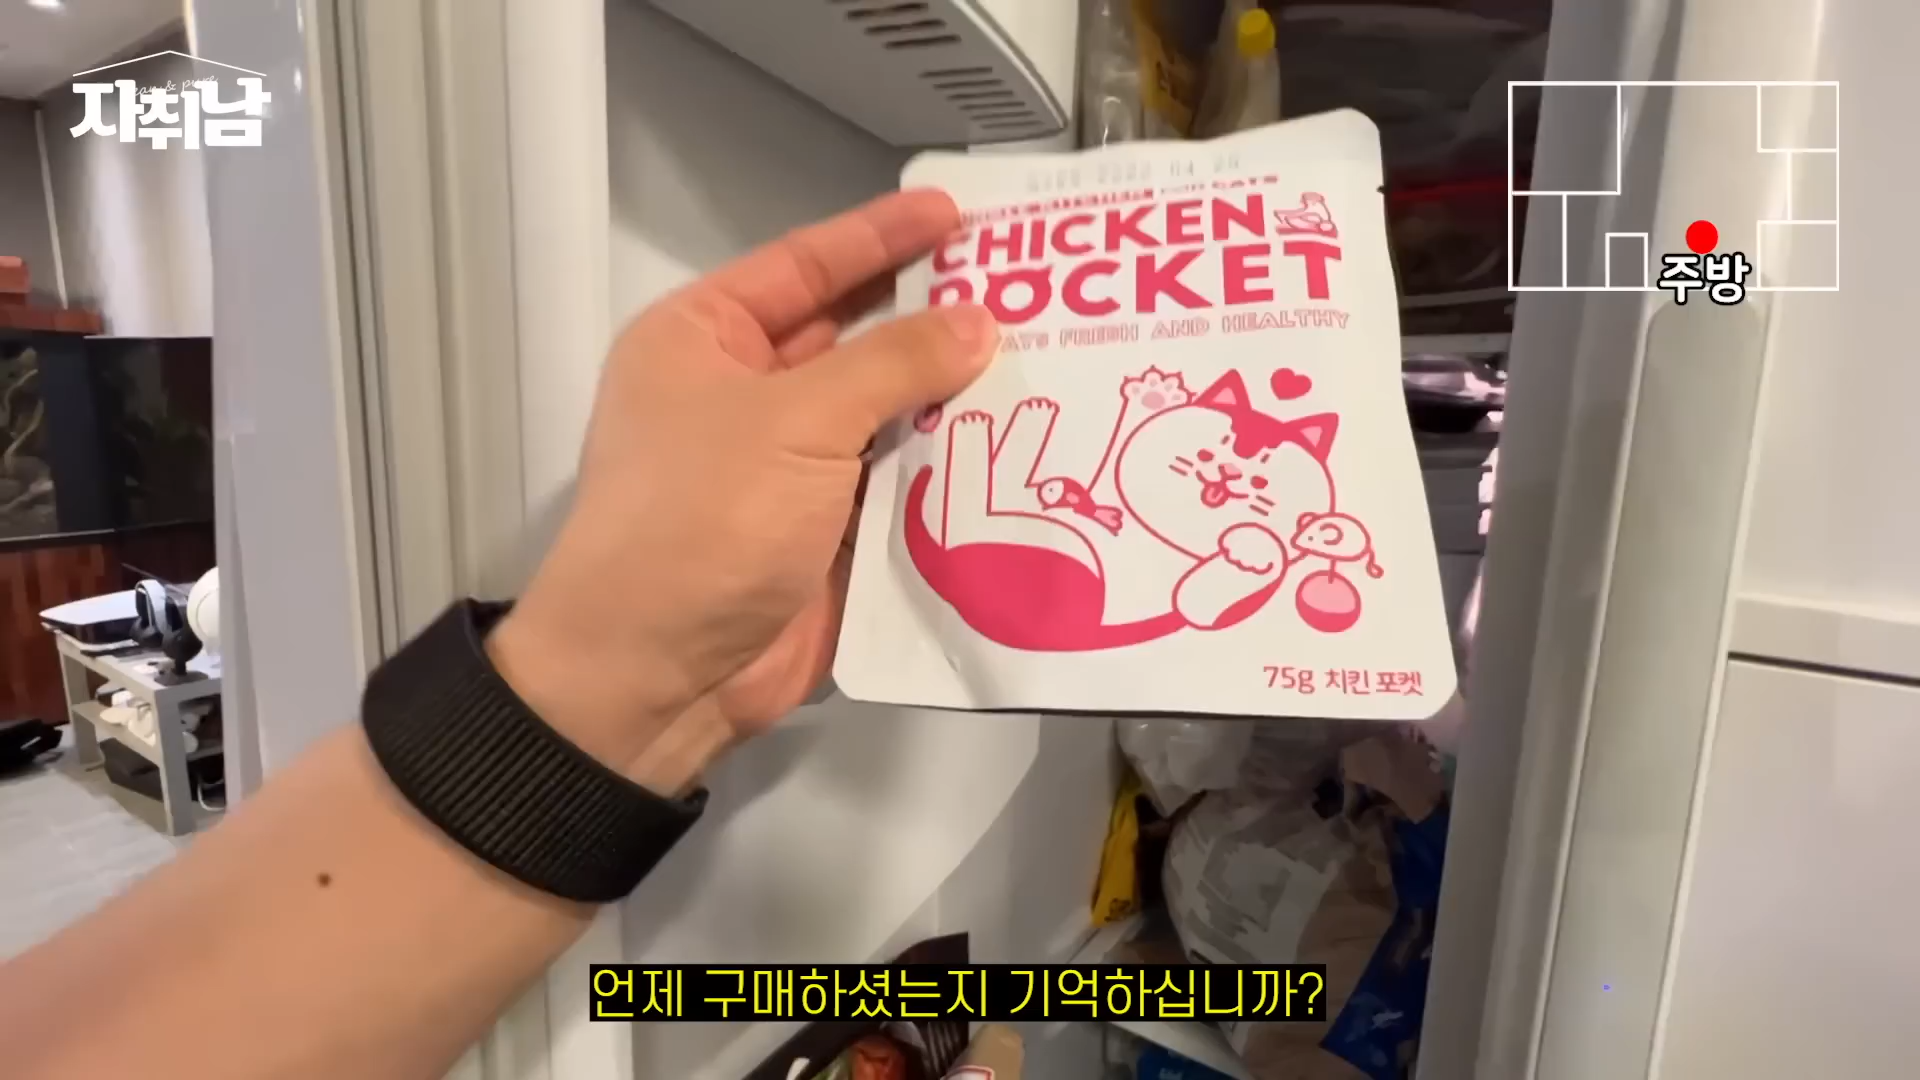 자취남
CHICKEN
POCKET
FRESH AND HEALTHY
75g 치킨 포켓
주방
언제 구매하셨는지 기억하십니까?